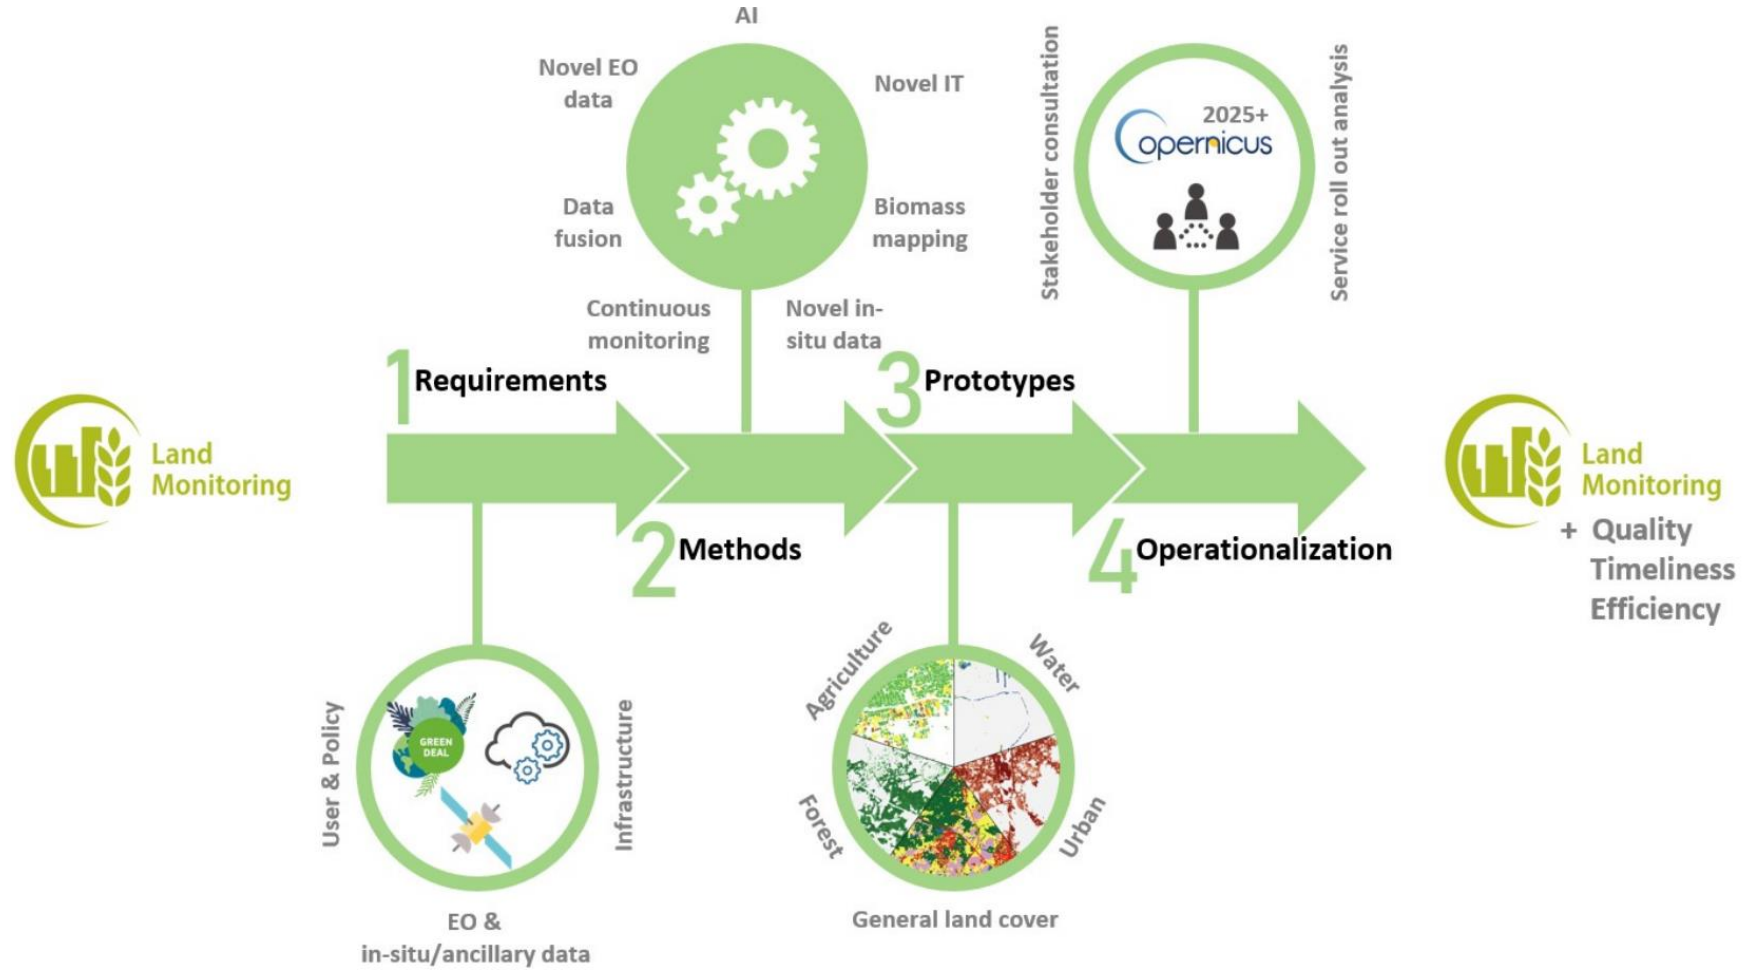 AI
Novel EO
data
Novel IT
Data
fusion
Biomass
mapping
Continuous
monitoring
Novel in-
situ data
Stakeholder consultation
2025+
Copernicus
Service roll out analysis
1 Requirements
3 Prototypes
Land
Monitoring
2 Methods
4 Operationalization
Land
Monitoring
+ Quality
Timeliness
Efficiency
User & Policy
GREEN
DEAL
Infrastructure
EO &
in-situ/ancillary data
Agriculture
Water
Forest
Urban
General land cover